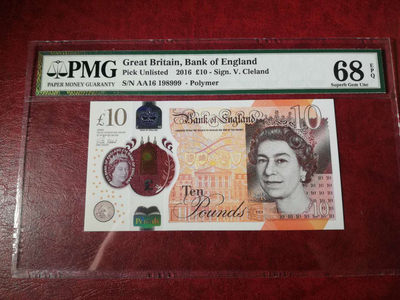 PMG
PAPER MONEY GUARANTY
Great Britain, Bank of England
Pick Unlisted 2016 £10 - Sign. V. Cleland
S/N AA16 198999 - Polymer
68 EPQ
Superb Gem Unc
£10
Bank of England
10
Ten
Pounds